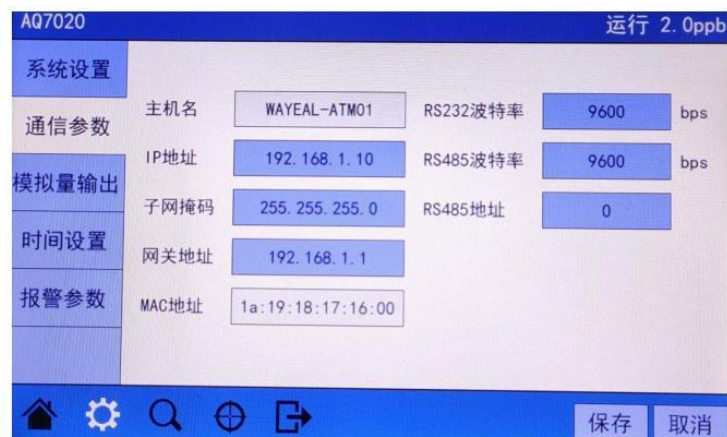 AQ7020 运行 2.0ppb
系统设置
通信参数
模拟量输出
时间设置
报警参数
主机名 WAYEAL-ATM01 RS232波特率 9600 bps
IP地址 192.168.1.10 RS485波特率 9600 bps
子网掩码 255.255.255.0 RS485地址 0
网关地址 192.168.1.1
MAC地址 1a:19:18:17:16:00
保存 取消